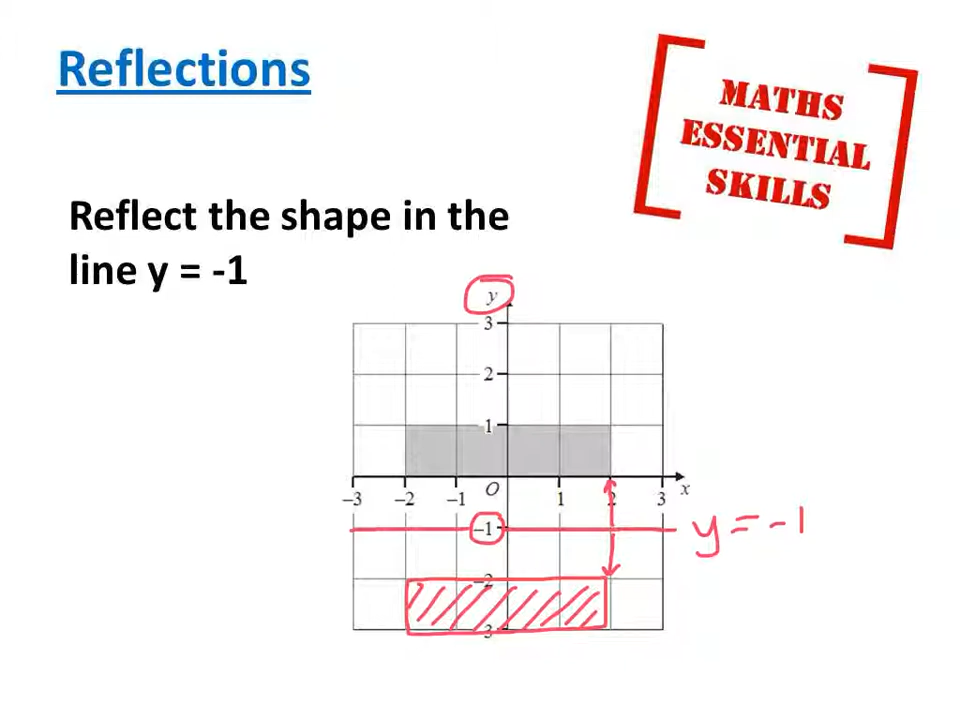 Reflections
MATHS
ESSENTIAL
SKILLS
Reflect the shape in the
line y = -1
y
3
2
1
O
–3 –2 –1 1 2 3 x
–1
y = -1
–2
3